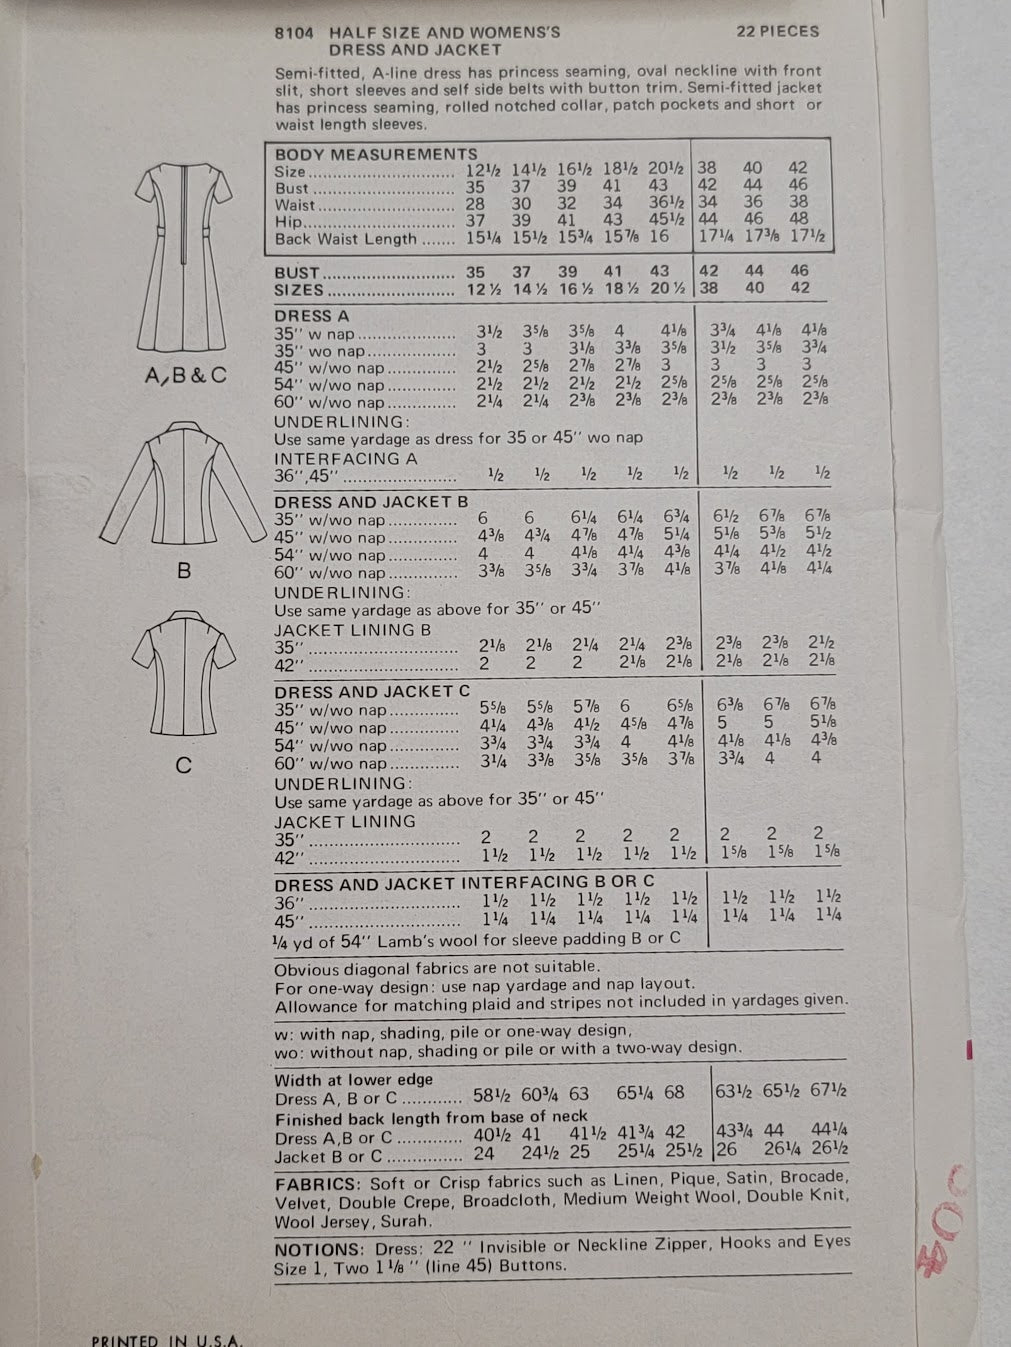 8104 HALF SIZE AND WOMENS'S 22 PIECES
DRESS AND JACKET
Semi-fitted, A-line dress has princess seaming, oval neckline with front
slit, short sleeves and self side belts with button trim. Semi-fitted jacket
has princess seaming, rolled notched collar, patch pockets and short or
waist length sleeves.
BODY MEASUREMENTS
Size 12½ 14½ 16½ 18½ 20½ 38 40 42
Bust 35 37 39 41 43 42 44 46
Waist 28 30 32 34 36½ 34 36 38
Hip 37 39 41 43 45½ 44 46 48
Back Waist Length 15¼ 15½ 15¾ 15⅞ 16 17¼ 17⅜ 17½
BUST 35 37 39 41 43 42 44 46
SIZES 12 ½ 14 ½ 16 ½ 18 ½ 20 ½ 38 40 42
DRESS A
35" w nap 3½ 3⅝ 3⅝ 4 4⅛ 3¾ 4⅛ 4⅛
35" wo nap 3 3 3⅛ 3⅜ 3⅝ 3½ 3⅝ 3¾
45" w/wo nap 2½ 2⅝ 2⅞ 2⅞ 3 3 3 3
54" w/wo nap 2½ 2½ 2½ 2½ 2⅝ 2⅝ 2⅝ 2⅝
60" w/wo nap 2¼ 2¼ 2⅜ 2⅜ 2⅜ 2⅜ 2⅜ 2⅜
UNDERLINING:
Use same yardage as dress for 35 or 45" wo nap
INTERFACING A
36",45" ½ ½ ½ ½ ½ ½ ½ ½
DRESS AND JACKET B
35" w/wo nap 6 6 6¼ 6¼ 6¾ 6½ 6⅞ 6⅞
45" w/wo nap 4⅜ 4¾ 4⅞ 4⅞ 5¼ 5⅛ 5⅜ 5½
54" w/wo nap 4 4 4⅛ 4¼ 4⅜ 4¼ 4½ 4½
60" w/wo nap 3⅜ 3⅝ 3¾ 3⅞ 4⅛ 3⅞ 4⅛ 4¼
UNDERLINING:
Use same yardage as above for 35" or 45"
JACKET LINING B
35" 2⅛ 2⅛ 2¼ 2¼ 2⅜ 2⅜ 2⅜ 2½
42" 2 2 2 2⅛ 2⅛ 2⅛ 2⅛ 2⅛
DRESS AND JACKET C
35" w/wo nap 5⅝ 5⅝ 5⅞ 6 6⅝ 6⅜ 6⅞ 6⅞
45" w/wo nap 4¼ 4⅜ 4½ 4⅝ 4⅞ 5 5 5⅛
54" w/wo nap 3¾ 3¾ 3¾ 4 4⅛ 4⅛ 4⅛ 4⅜
60" w/wo nap 3¼ 3⅜ 3⅝ 3⅝ 3⅞ 3¾ 4 4
UNDERLINING:
Use same yardage as above for 35" or 45"
JACKET LINING
35" 2 2 2 2 2 2 2 2
42" 1½ 1½ 1½ 1½ 1½ 1⅝ 1⅝ 1⅝
DRESS AND JACKET INTERFACING B OR C
36" 1½ 1½ 1½ 1½ 1½ 1½ 1½ 1½
45" 1¼ 1¼ 1¼ 1¼ 1¼ 1¼ 1¼ 1¼
¼ yd of 54" Lamb's wool for sleeve padding B or C
Obvious diagonal fabrics are not suitable.
For one-way design: use nap yardage and nap layout.
Allowance for matching plaid and stripes not included in yardages given.
w: with nap, shading, pile or one-way design,
wo: without nap, shading or pile or with a two-way design.
Width at lower edge
Dress A, B or C 58½ 60¾ 63 65¼ 68 63½ 65½ 67½
Finished back length from base of neck
Dress A,B or C 40½ 41 41½ 41¾ 42 43¾ 44 44¼
Jacket B or C 24 24½ 25 25¼ 25½ 26 26¼ 26½
FABRICS: Soft or Crisp fabrics such as Linen, Pique, Satin, Brocade,
Velvet, Double Crepe, Broadcloth, Medium Weight Wool, Double Knit,
Wool Jersey, Surah.
NOTIONS: Dress: 22 " Invisible or Neckline Zipper, Hooks and Eyes
Size 1, Two 1⅛ " (line 45) Buttons.
A,B & C
B
C
PRINTED IN U.S.A.